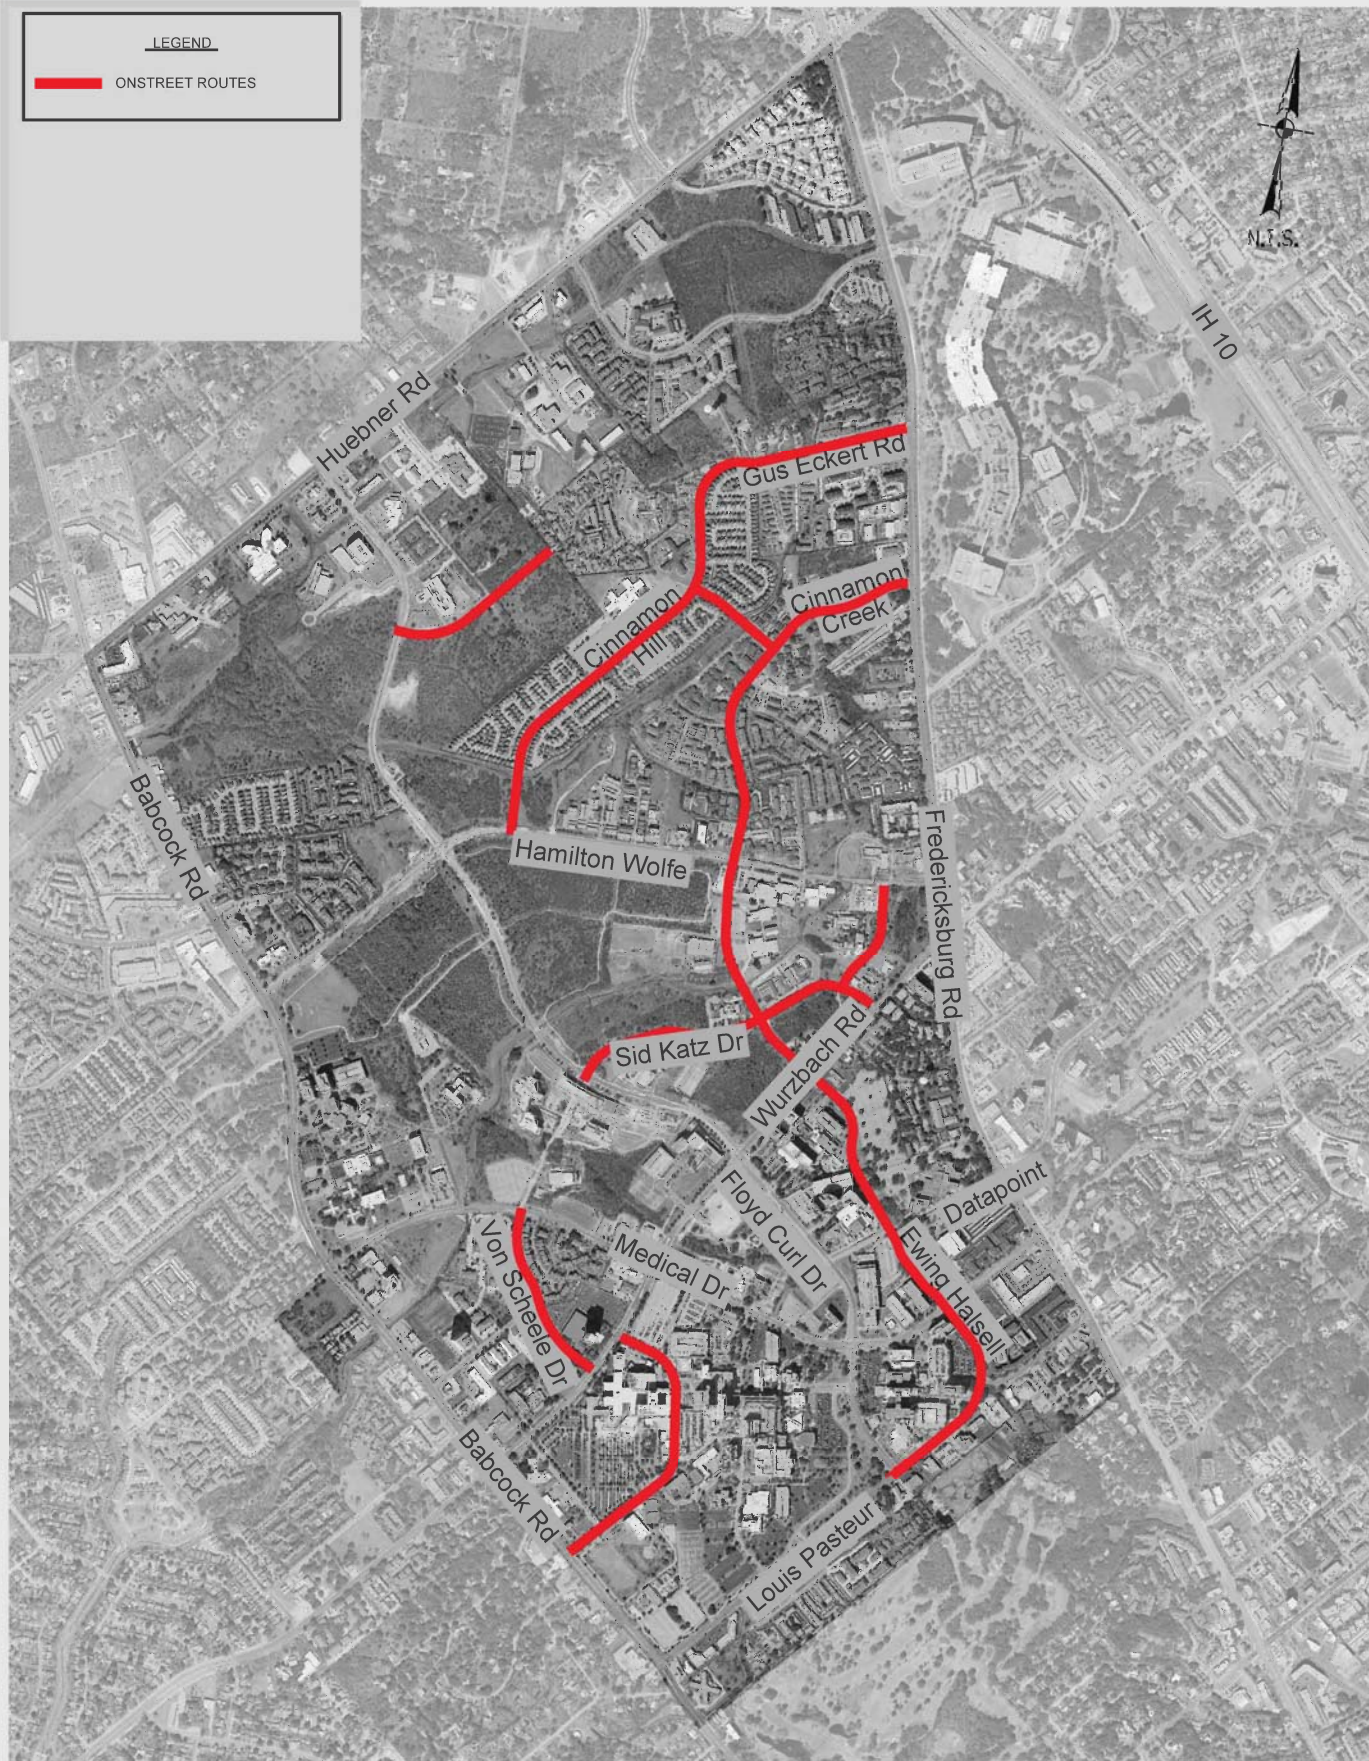 LEGEND
ONSTREET ROUTES
N.T.S.
IH 10
Huebner Rd
Gus Eckert Rd
Cinnamon
Creek
Cinnamon
Hill
Babcock Rd
Hamilton Wolfe
Fredericksburg Rd
Sid Katz Dr
Wurzbach Rd
Datapoint
Floyd Curl Dr
Von Scheele Dr
Medical Dr
Ewing Halsell
Babcock Rd
Louis Pasteur